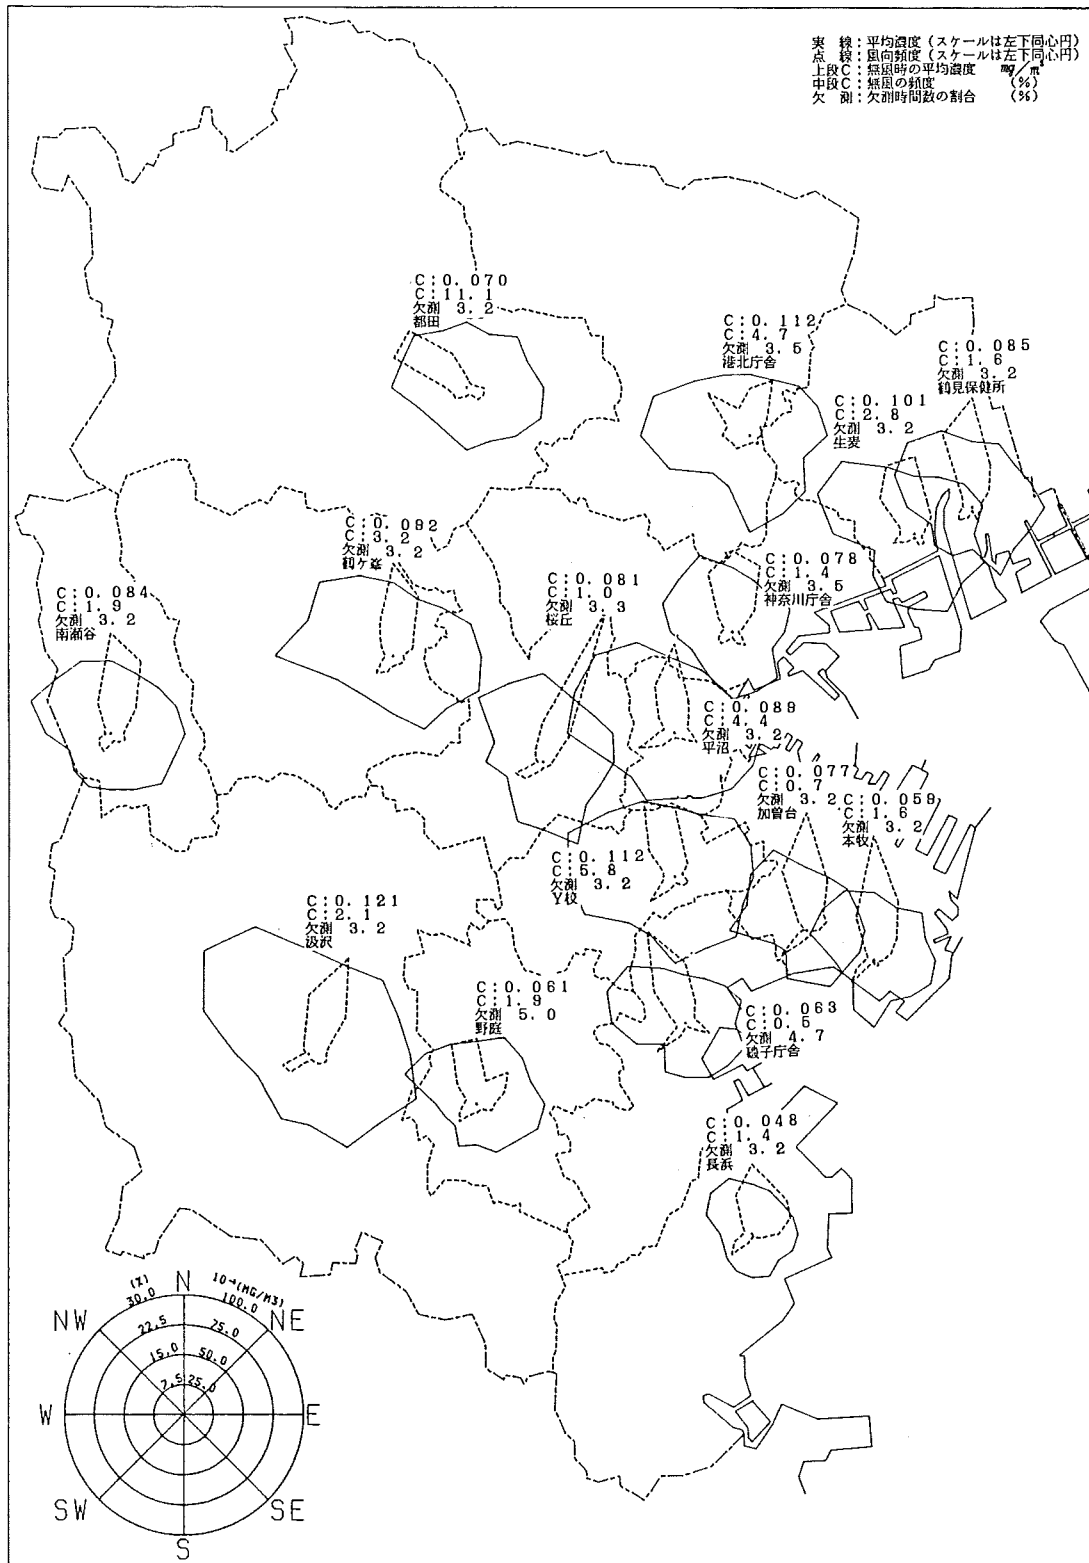 実 線：平均濃度（スケールは左下同心円）
点 線：風向頻度（スケールは左下同心円）
上段C：無風時の平均濃度 mg/㎥
中段C：無風の頻度 (%)
欠 測：欠測時間数の割合 (%)
C:0.070
C:11.1
欠測 3.2
都田
C:0.112
C:4.7
欠測 3.5
港北庁舎
C:0.085
C:1.6
欠測 3.2
鶴見保健所
C:0.101
C:2.8
欠測 3.2
生麦
C:0.092
C:3.2
欠測 3.2
鶴ケ峯
C:0.078
C:1.4
欠測 3.5
神奈川庁舎
C:0.084
C:1.9
欠測 3.2
南瀬谷
C:0.081
C:1.0
欠測 3.3
桜丘
C:0.089
C:4.4
欠測 3.2
平沼
C:0.077
C:0.7
欠測 3.2
加曽台
C:0.059
C:1.6
欠測 3.2
本牧
C:0.112
C:5.8
欠測 3.2
Y校
C:0.121
C:2.1
欠測 3.2
汲沢
C:0.061
C:1.9
欠測 5.0
野庭
C:0.063
C:0.5
欠測 4.7
磯子庁舎
C:0.048
C:1.4
欠測 3.2
長浜
(%) N 10⁻³(MG/M3)
30.0 100.0
NW NE
22.5 75.0
15.0 50.0
7.5 25.0
W E
SW SE
S